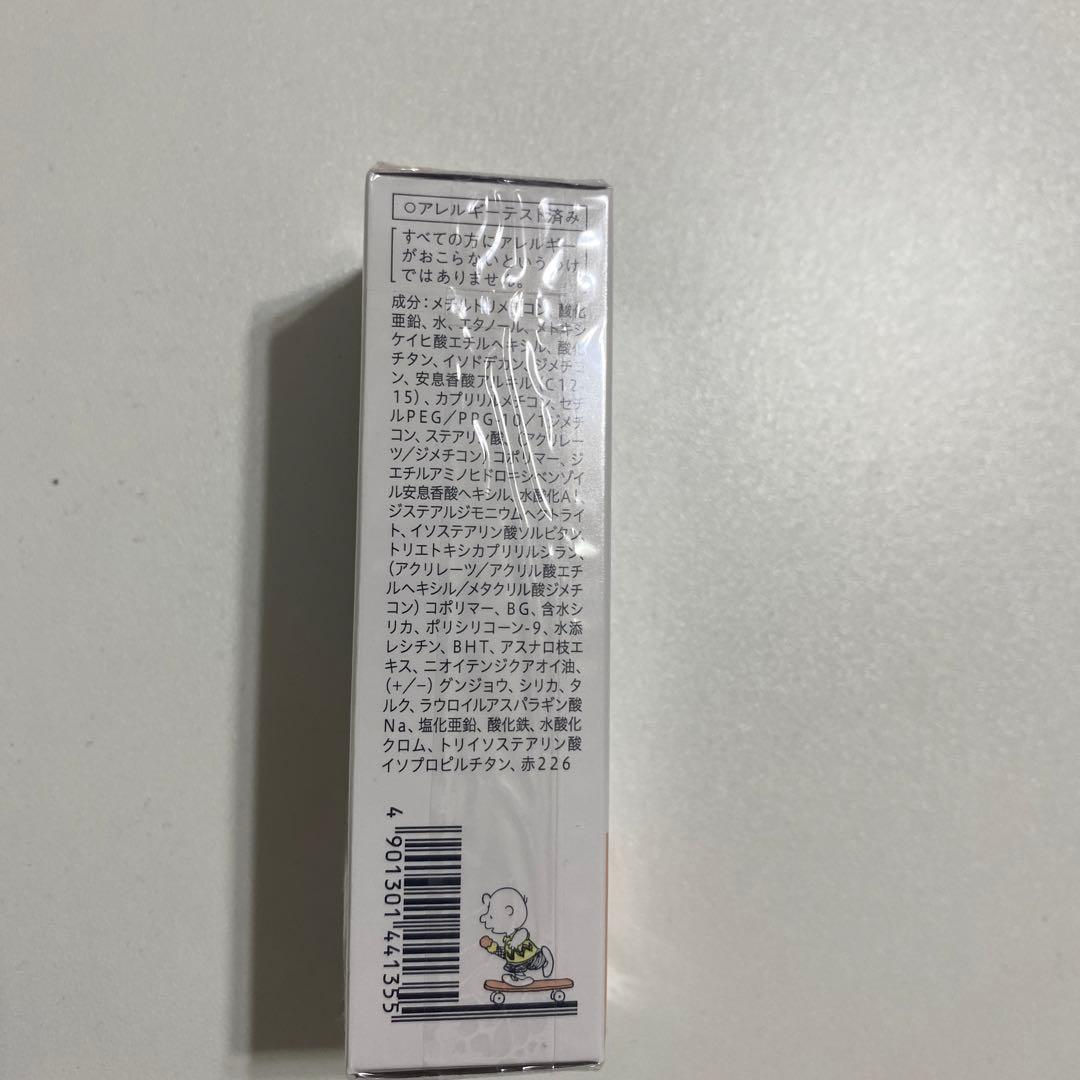 ○アレルギーテスト済み
すべての方にアレルギー
がおこらないというわけ
ではありません。
成分：メチルトリメチコン、酸化
亜鉛、水、エタノール、メトキシ
ケイヒ酸エチルヘキシル、酸化
チタン、イソドデカン、ジメチコ
ン、安息香酸アルキル（C12-
15）、カプリリルメチコン、セチ
ルPEG／PPG-10／1ジメチ
コン、ステアリン酸、（アクリレー
ツ／ジメチコン）コポリマー、ジ
エチルアミノヒドロキシベンゾイ
ル安息香酸ヘキシル、水酸化Al、
ジステアルジモニウムヘクトライ
ト、イソステアリン酸ソルビタン、
トリエトキシカプリリルシラン、
（アクリレーツ／アクリル酸エチ
ルヘキシル／メタクリル酸ジメチ
コン）コポリマー、BG、含水シ
リカ、ポリシリコーン-9、水添
レシチン、BHT、アスナロ枝エ
キス、ニオイテンジクアオイ油、
（+／−）グンジョウ、シリカ、タ
ルク、ラウロイルアスパラギン酸
Na、塩化亜鉛、酸化鉄、水酸化
クロム、トリイソステアリン酸
イソプロピルチタン、赤226
4 901301 441355